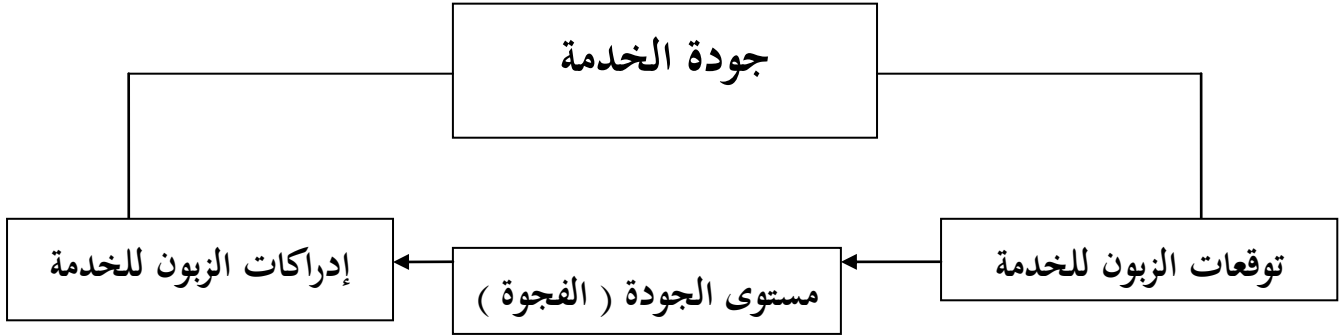 جودة الخدمة
توقعات الزبون للخدمة
مستوى الجودة ( الفجوة )
إدراكات الزبون للخدمة